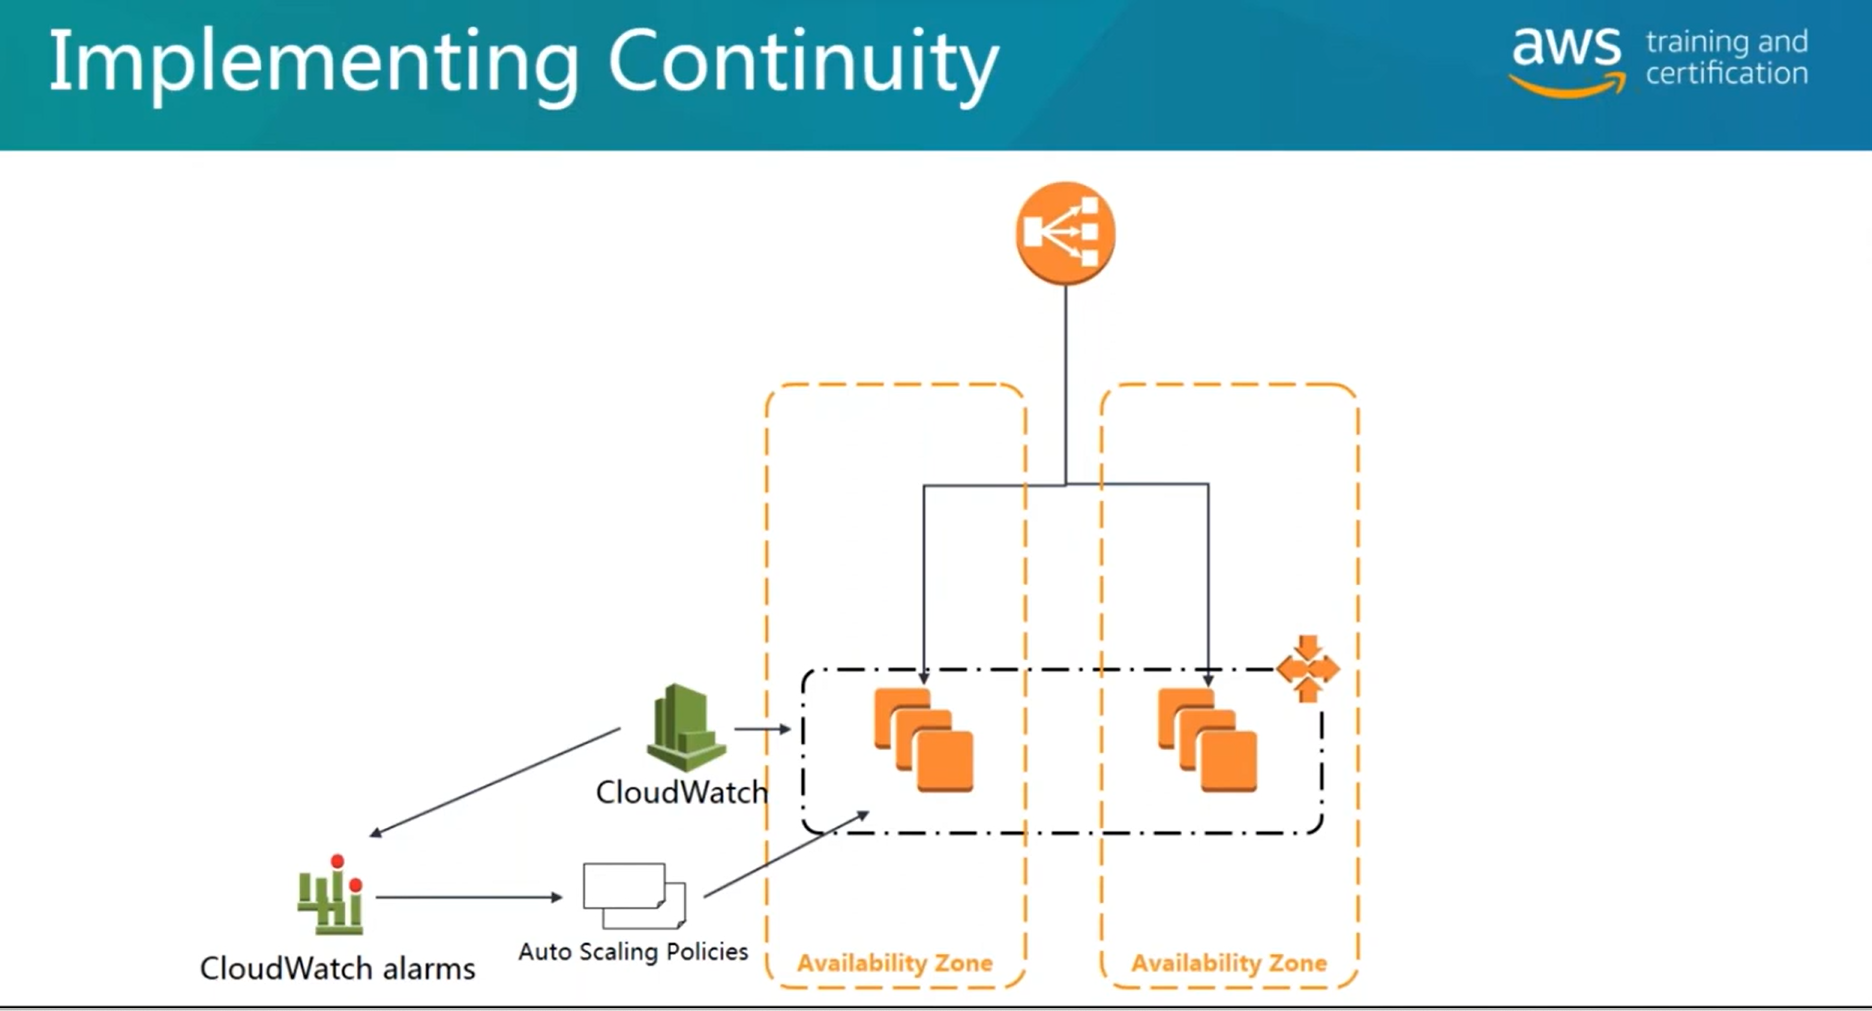 Implementing Continuity
aws
training and
certification
CloudWatch
CloudWatch alarms
Auto Scaling Policies
Availability Zone
Availability Zone